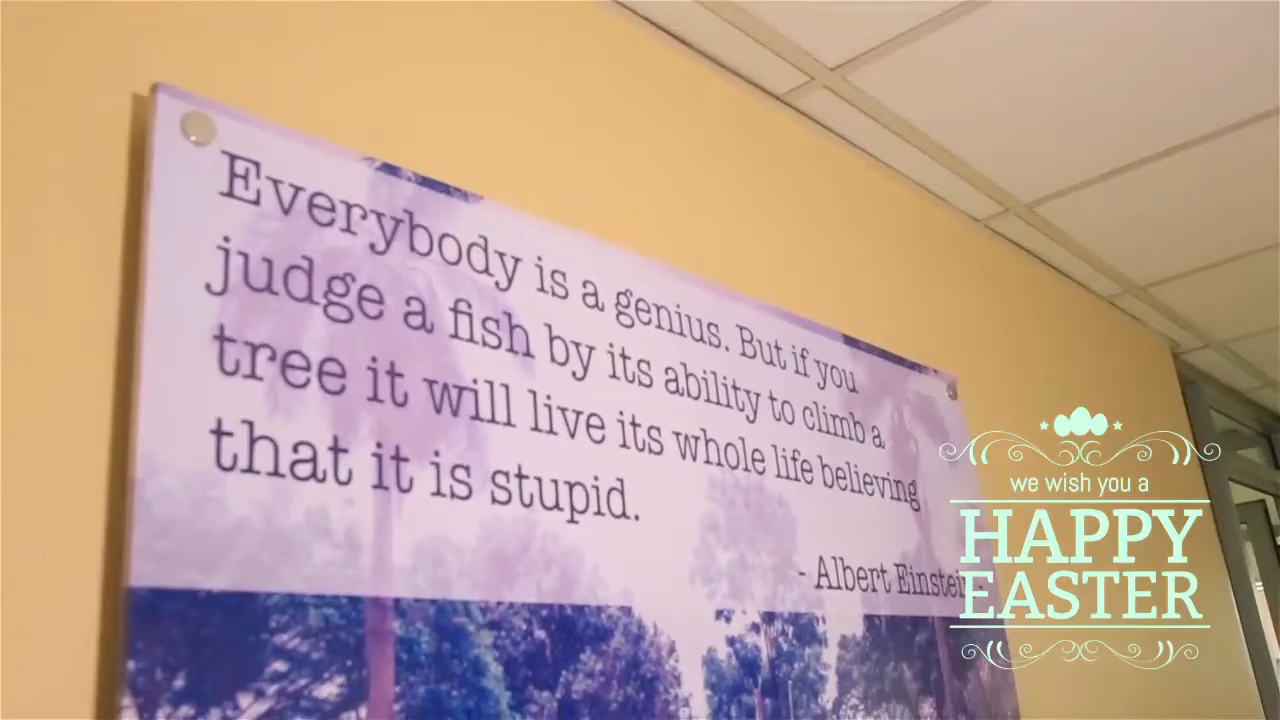 Everybody is a genius. But if you
judge a fish by its ability to climb a
tree it will live its whole life believing
that it is stupid.
- Albert Einstein
we wish you a
HAPPY
EASTER